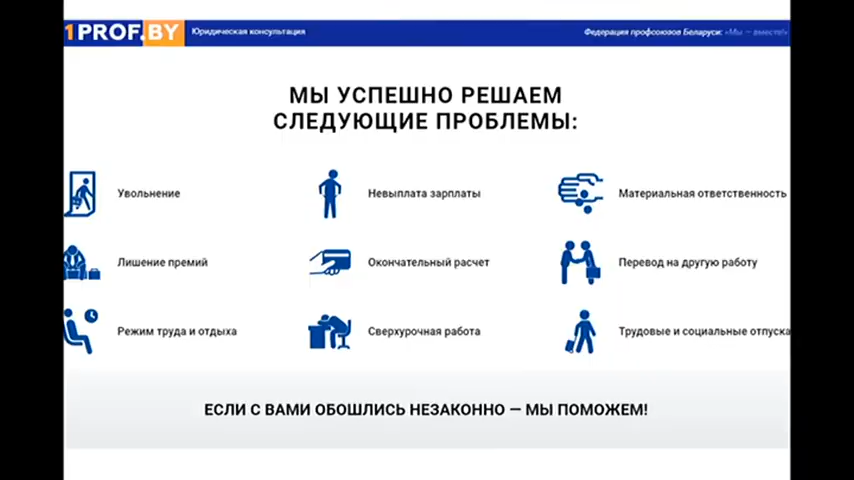 1PROF.BY Юридическая консультация Федерация профсоюзов Беларуси: «Мы — вместе!»
МЫ УСПЕШНО РЕШАЕМ
СЛЕДУЮЩИЕ ПРОБЛЕМЫ:
Увольнение Невыплата зарплаты Материальная ответственность
Лишение премий Окончательный расчет Перевод на другую работу
Режим труда и отдыха Сверхурочная работа Трудовые и социальные отпуска
ЕСЛИ С ВАМИ ОБОШЛИСЬ НЕЗАКОННО — МЫ ПОМОЖЕМ!